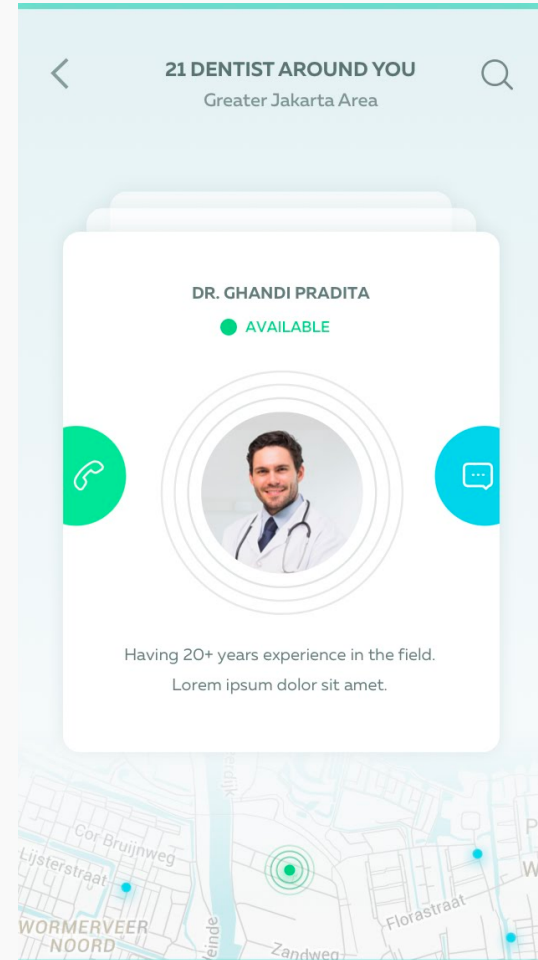 21 DENTIST AROUND YOU
Greater Jakarta Area
DR. GHANDI PRADITA
AVAILABLE
Having 20+ years experience in the field.
Lorem ipsum dolor sit amet.
Cor Bruijnweg
Lijsterstraat
P
W
WORMERVEER
NOORD
Florastraat
Zandweg